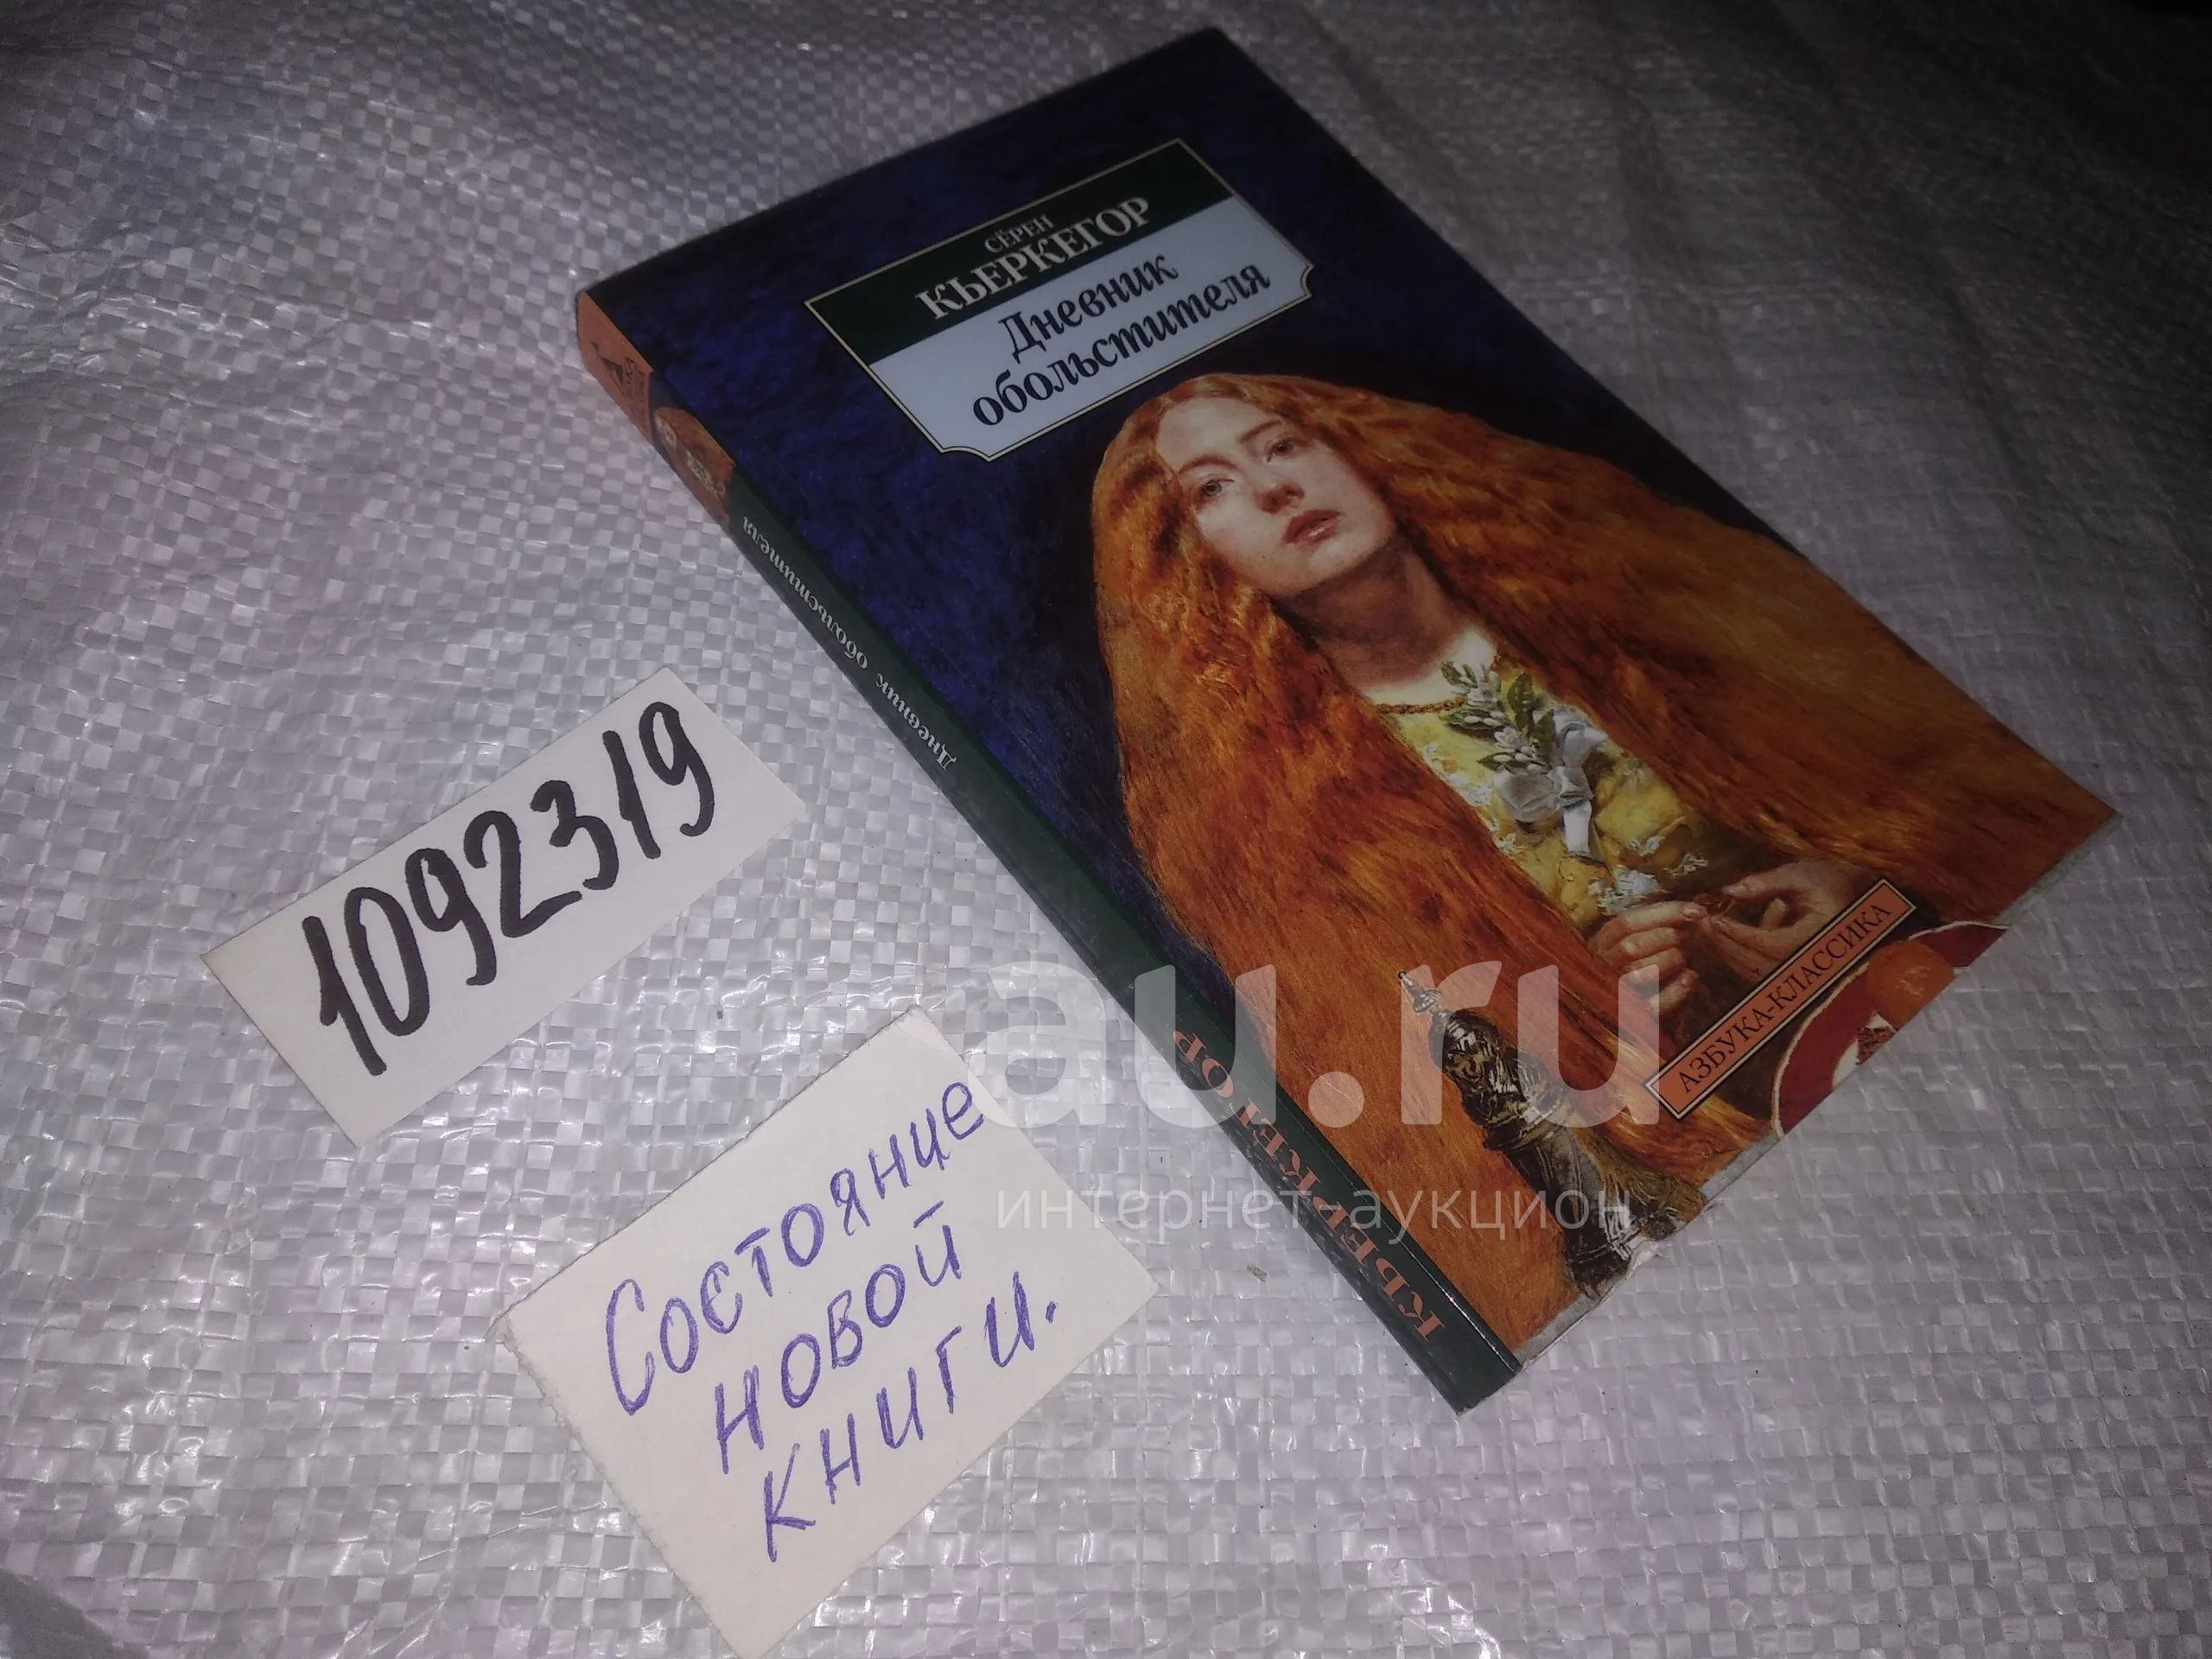 СЁРЕН
КЬЕРКЕГОР
Дневник
обольстителя
Дневник обольстителя
КЬЕРКЕГОР
АЗБУКА-КЛАССИКА
1092319
Состояние
новой
книги.
au.ru
интернет-аукцион